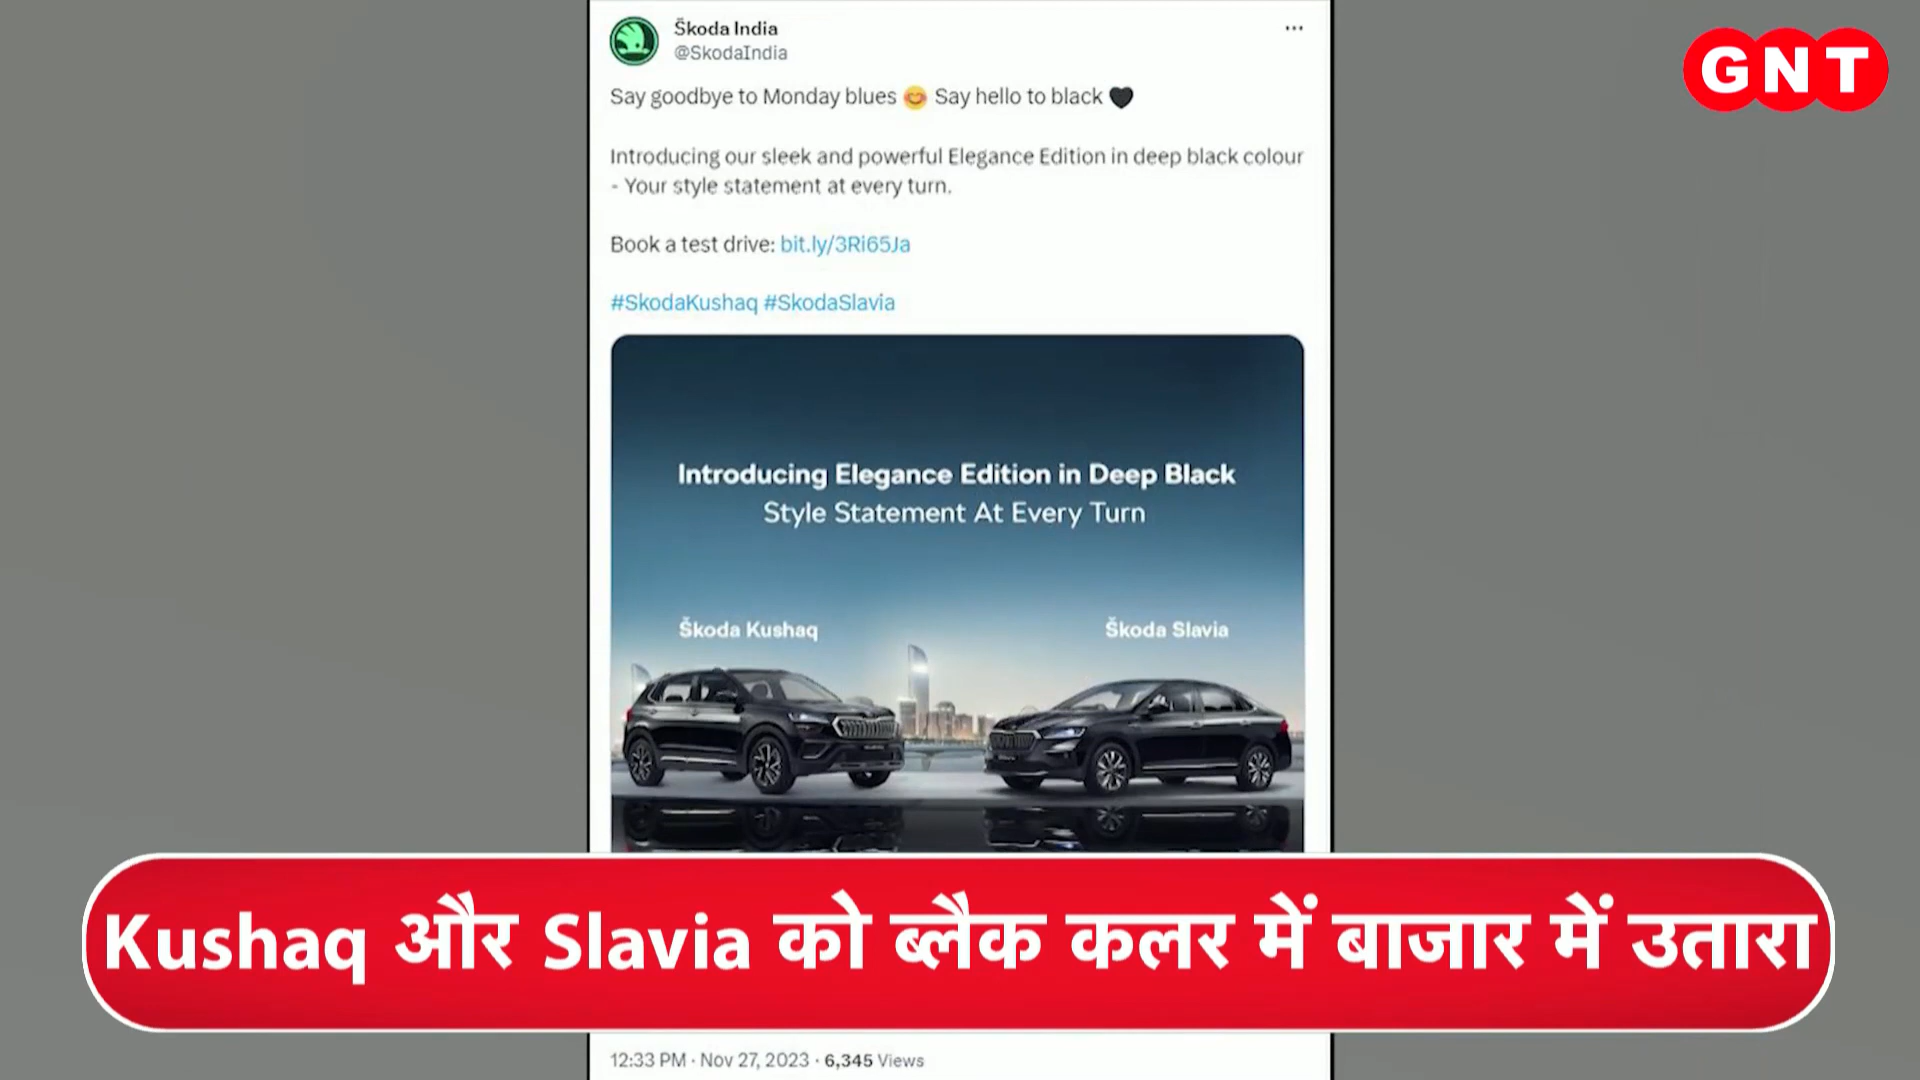 Škoda India
@SkodaIndia
GNT
Say goodbye to Monday blues 😊 Say hello to black 🖤
Introducing our sleek and powerful Elegance Edition in deep black colour
- Your style statement at every turn.
Book a test drive: bit.ly/3Ri65Ja
#SkodaKushaq #SkodaSlavia
Introducing Elegance Edition in Deep Black
Style Statement At Every Turn
Škoda Kushaq
Škoda Slavia
Kushaq और Slavia को ब्लैक कलर में बाजार में उतारा
12:33 PM · Nov 27, 2023 · 6,345 Views